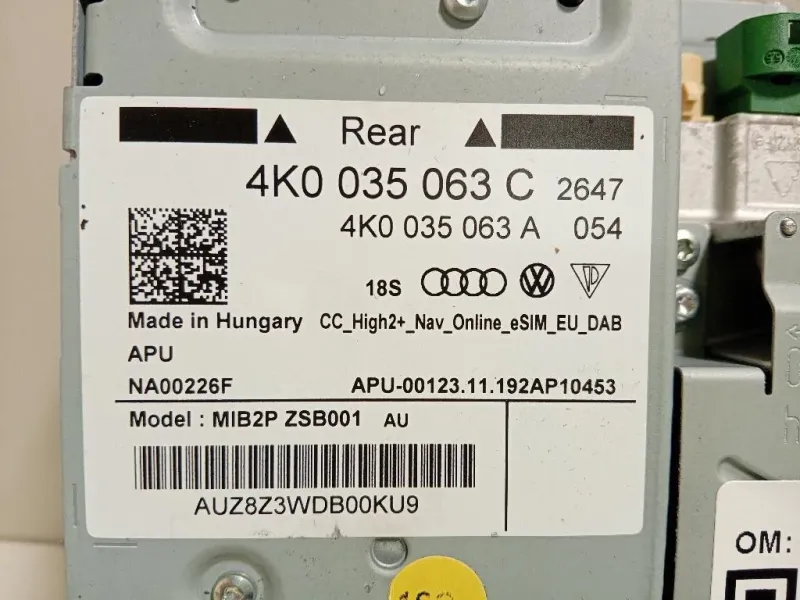 Rear
4K0 035 063 C 2647
4K0 035 063 A 054
18S
Made in Hungary CC_High2+_Nav_Online_eSIM_EU_DAB
APU
NA00226F APU-00123.11.192AP10453
Model : MIB2P ZSB001 AU
AUZ8Z3WDB00KU9
OM: